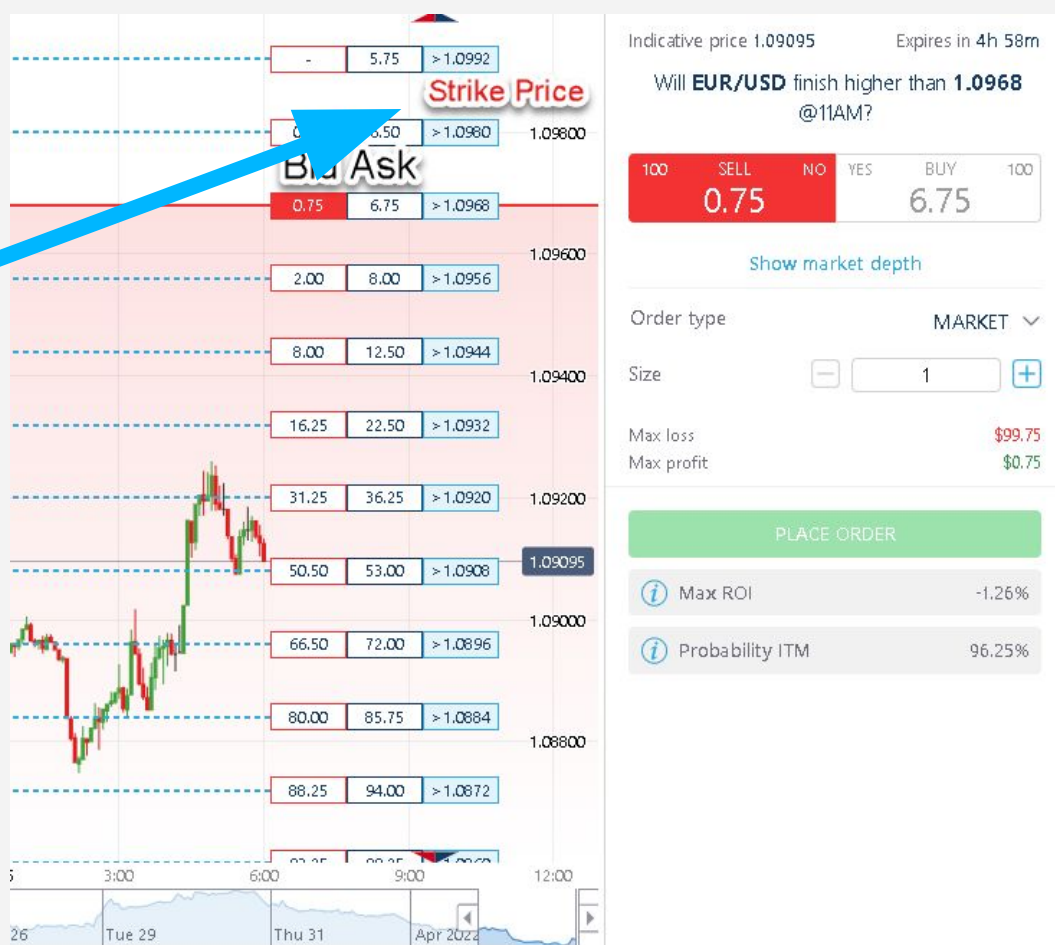 - 5.75 >1.0992
Strike Price
>1.0980 1.09800
Bid Ask
0.75 6.75 >1.0968
1.09600
2.00 8.00 >1.0956
8.00 12.50 >1.0944
1.09400
16.25 22.50 >1.0932
31.25 36.25 >1.0920 1.09200
1.09095
50.50 53.00 >1.0908
1.09000
66.50 72.00 >1.0896
80.00 85.75 >1.0884
1.08800
88.25 94.00 >1.0872
3:00 6:00 9:00 12:00
26 Tue 29 Thu 31 Apr 2022
Indicative price 1.09095 Expires in 4h 58m
Will EUR/USD finish higher than 1.0968
@11AM?
100 SELL NO YES BUY 100
0.75 6.75
Show market depth
Order type MARKET
Size 1
Max loss $99.75
Max profit $0.75
PLACE ORDER
Max ROI -1.26%
Probability ITM 96.25%